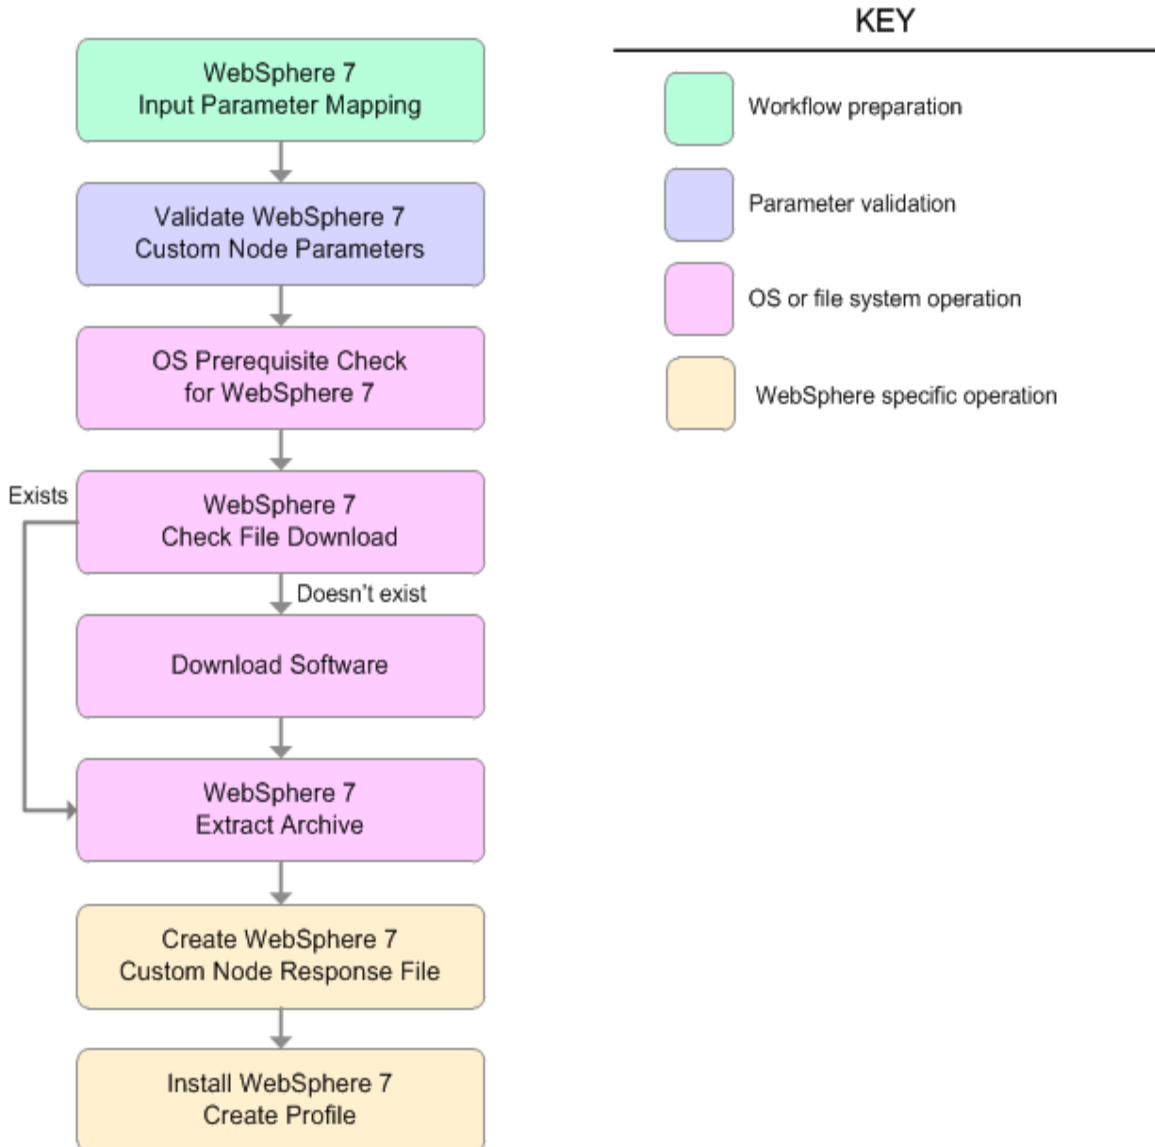 WebSphere 7
Input Parameter Mapping
Validate WebSphere 7
Custom Node Parameters
OS Prerequisite Check
for WebSphere 7
Exists
WebSphere 7
Check File Download
Doesn't exist
Download Software
WebSphere 7
Extract Archive
Create WebSphere 7
Custom Node Response File
Install WebSphere 7
Create Profile
KEY
Workflow preparation
Parameter validation
OS or file system operation
WebSphere specific operation